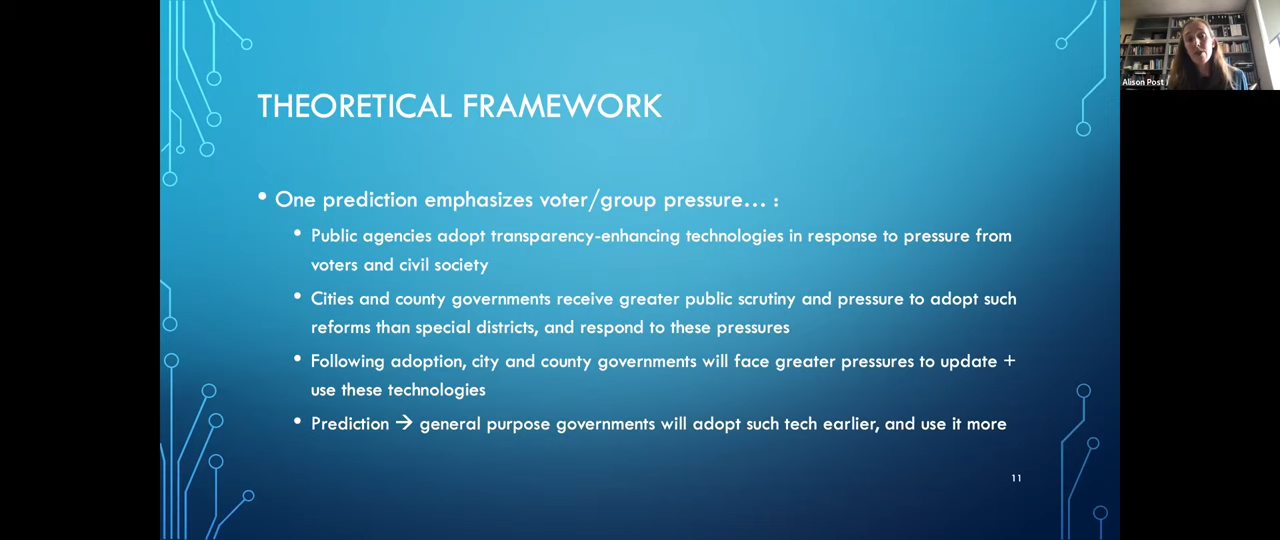 Alison Post
THEORETICAL FRAMEWORK
• One prediction emphasizes voter/group pressure… :
• Public agencies adopt transparency-enhancing technologies in response to pressure from
voters and civil society
• Cities and county governments receive greater public scrutiny and pressure to adopt such
reforms than special districts, and respond to these pressures
• Following adoption, city and county governments will face greater pressures to update +
use these technologies
• Prediction → general purpose governments will adopt such tech earlier, and use it more
11